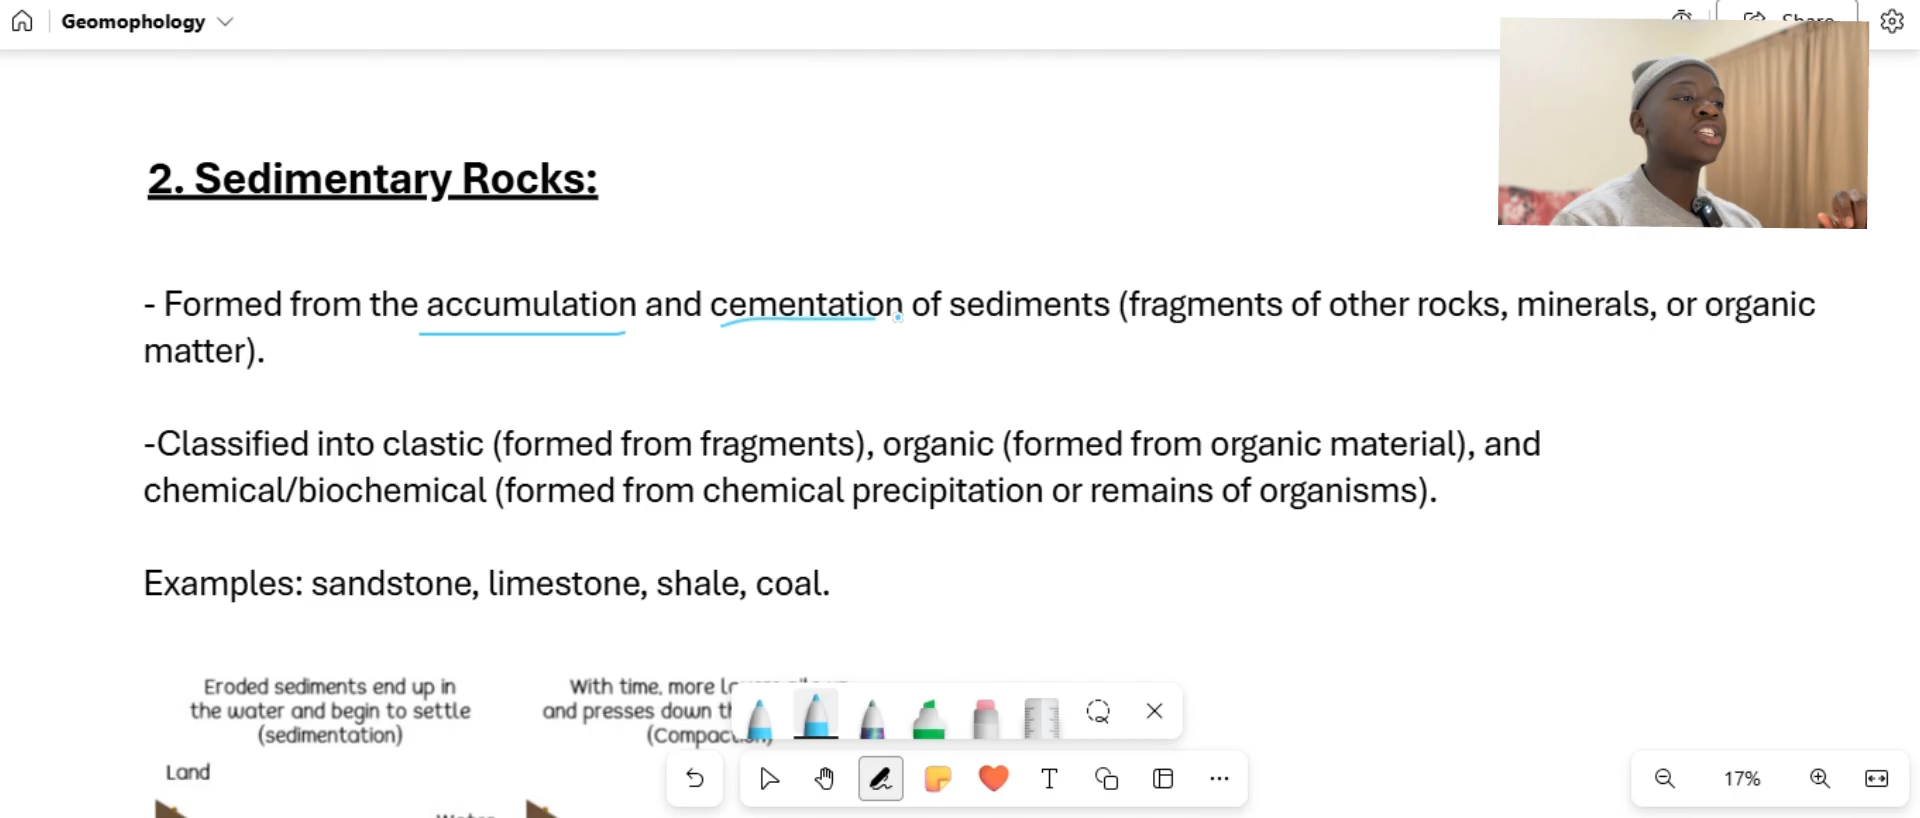 Geomophology
Share
2. Sedimentary Rocks:
- Formed from the accumulation and cementation of sediments (fragments of other rocks, minerals, or organic
matter).
-Classified into clastic (formed from fragments), organic (formed from organic material), and
chemical/biochemical (formed from chemical precipitation or remains of organisms).
Examples: sandstone, limestone, shale, coal.
Eroded sediments end up in
the water and begin to settle
(sedimentation)
With time, more
and presses down
Land
Water
17%